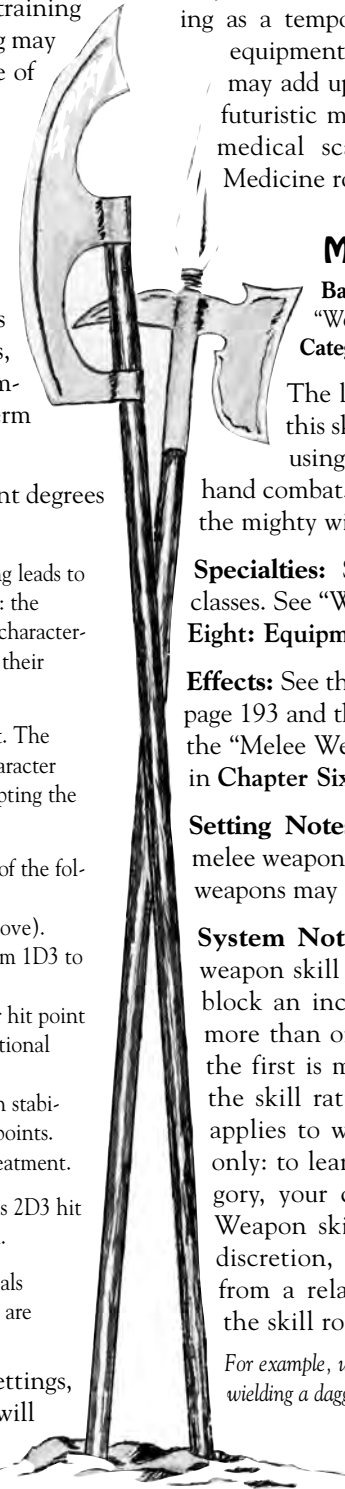 training
g may
e of
s
s,
m-
erm
nt degrees
ng leads to
: the
character-
their
t. The
aracter
pting the
of the fol-
ove).
m 1D3 to
r hit point
tional
n stabi-
points.
eatment.
s 2D3 hit
.
als
are
ettings,
will
ing as a tempo
equipment
may add up
futuristic m
medical sca
Medicine ro
M
Ba
“We
Categ
The l
this sk
using
hand combat.
the mighty wi
Specialties: S
classes. See “W
Eight: Equipm
Effects: See th
page 193 and th
the “Melee We
in Chapter Six
Setting Notes
melee weapon
weapons may
System Not
weapon skill
block an inc
more than o
the first is m
the skill rat
applies to w
only: to lear
gory, your c
Weapon ski
discretion,
from a rela
the skill ro
For example, w
wielding a dagg